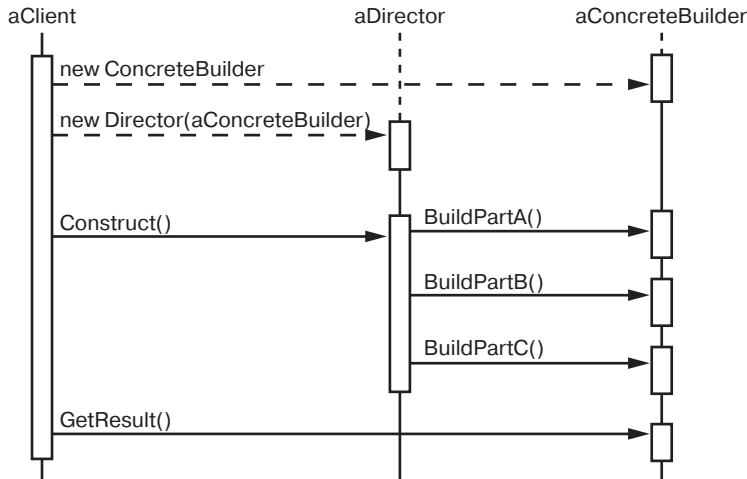 aClient
aDirector
aConcreteBuilder
new ConcreteBuilder
new Director(aConcreteBuilder)
Construct()
BuildPartA()
BuildPartB()
BuildPartC()
GetResult()